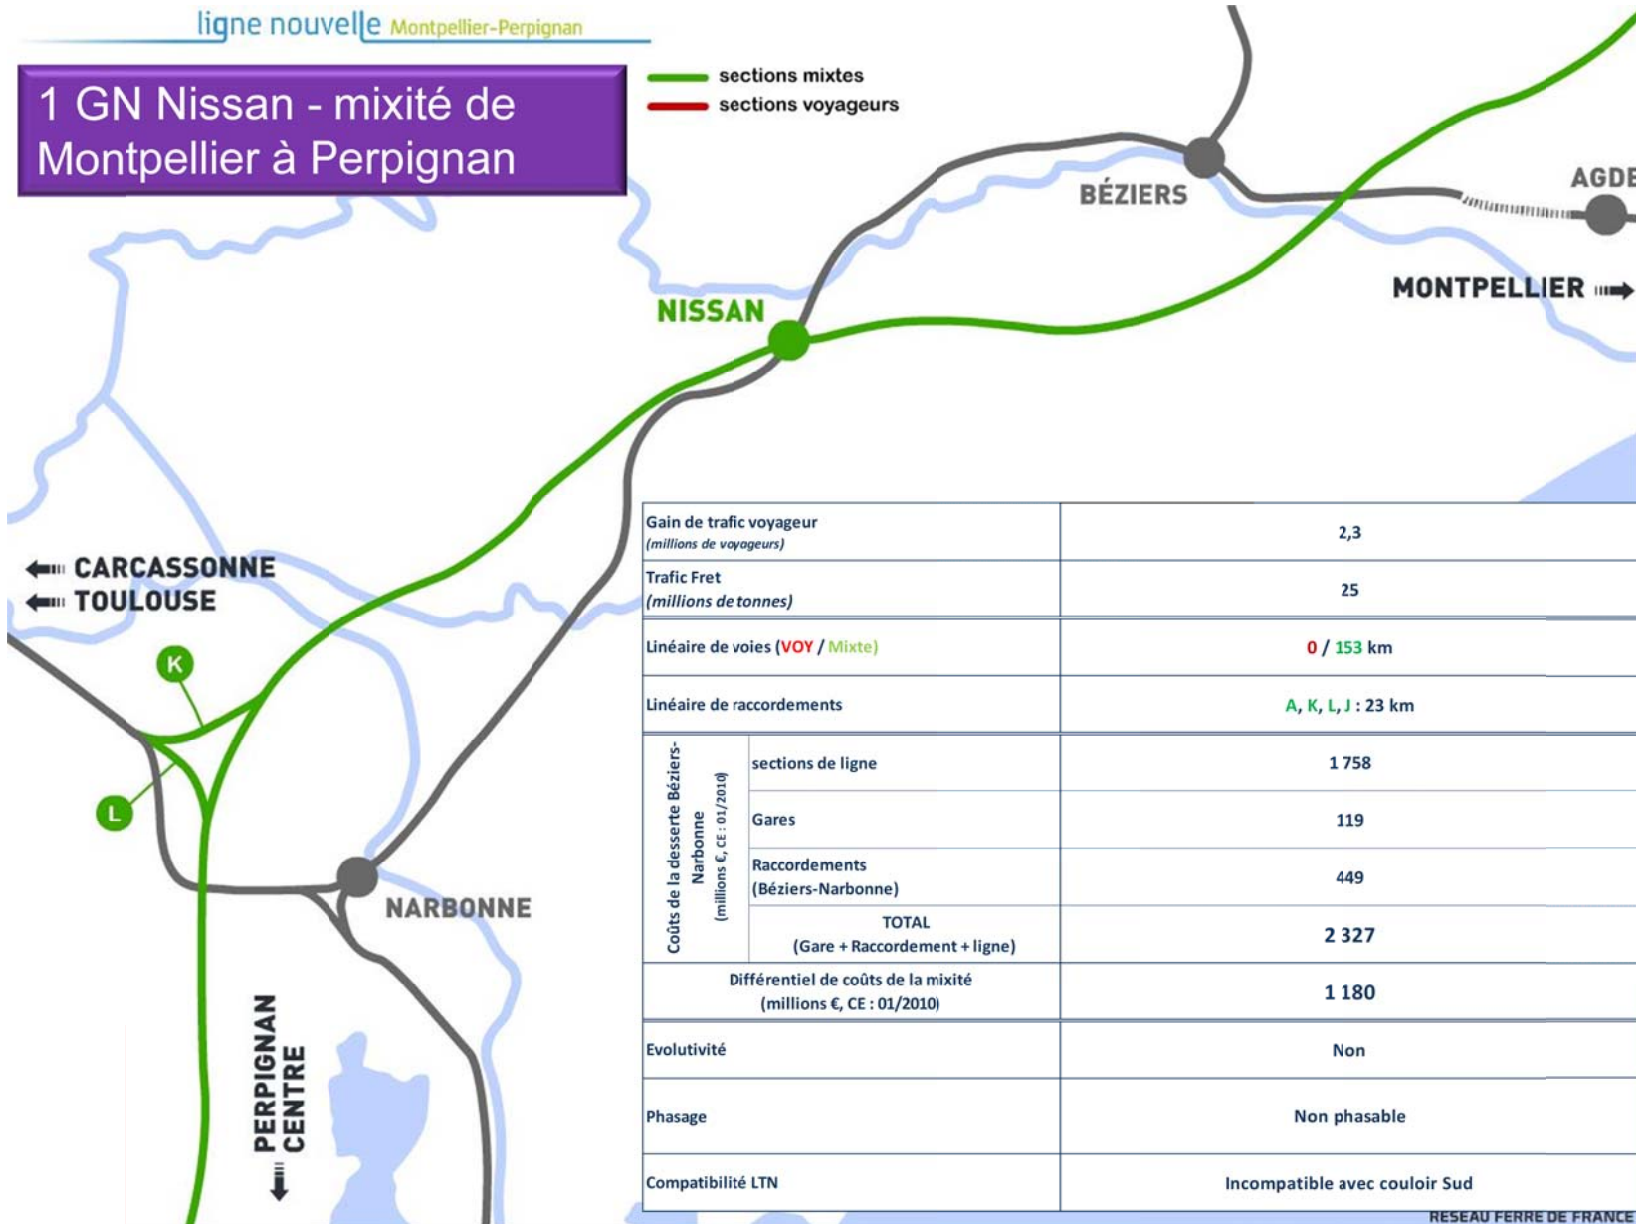 ligne nouvelle Montpellier-Perpignan
1 GN Nissan - mixité de
Montpellier à Perpignan
sections mixtes
sections voyageurs
BÉZIERS
AGDE
MONTPELLIER
NISSAN
CARCASSONNE
TOULOUSE
K
L
NARBONNE
PERPIGNAN
CENTRE
Gain de trafic voyageur
(millions de voyageurs)
2,3
Trafic Fret
(millions de tonnes)
25
Linéaire de voies (VOY / Mixte)
0 / 153 km
Linéaire de raccordements
A, K, L, J : 23 km
Coûts de la desserte Béziers-
Narbonne
(millions €, CE : 01/2010)
sections de ligne
1 758
Gares
119
Raccordements
(Béziers-Narbonne)
449
TOTAL
(Gare + Raccordement + ligne)
2 327
Différentiel de coûts de la mixité
(millions €, CE : 01/2010)
1 180
Evolutivité
Non
Phasage
Non phasable
Compatibilité LTN
Incompatible avec couloir Sud
RESEAU FERRE DE FRANCE